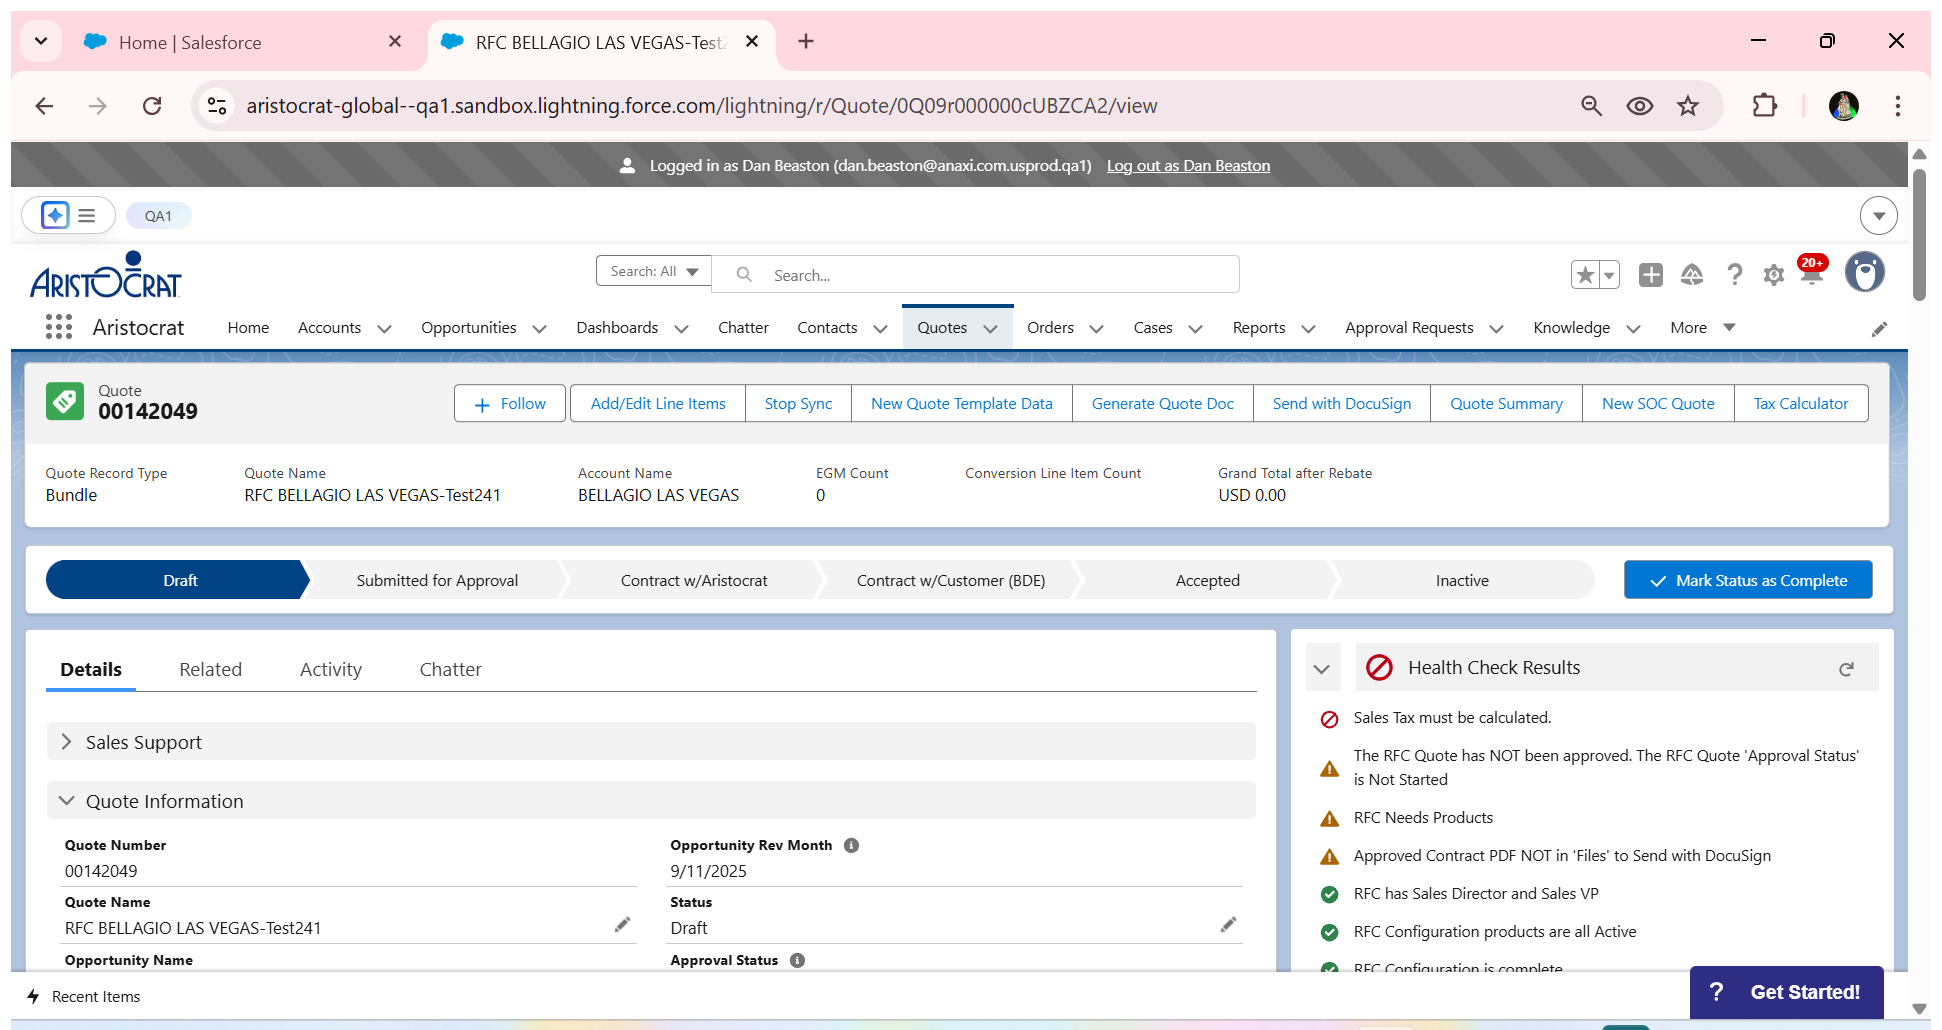 Home | Salesforce
RFC BELLAGIO LAS VEGAS-Test2
aristocrat-global--qa1.sandbox.lightning.force.com/lightning/r/Quote/0Q09r000000cUBZCA2/view
Logged in as Dan Beaston (dan.beaston@anaxi.com.usprod.qa1) Log out as Dan Beaston
QA1
ARISTOCRAT
Search: All
Search...
20+
Aristocrat Home Accounts Opportunities Dashboards Chatter Contacts Quotes Orders Cases Reports Approval Requests Knowledge More
Quote
00142049
Follow Add/Edit Line Items Stop Sync New Quote Template Data Generate Quote Doc Send with DocuSign Quote Summary New SOC Quote Tax Calculator
Quote Record Type Quote Name Account Name EGM Count Conversion Line Item Count Grand Total after Rebate
Bundle RFC BELLAGIO LAS VEGAS-Test241 BELLAGIO LAS VEGAS 0 USD 0.00
Draft Submitted for Approval Contract w/Aristocrat Contract w/Customer (BDE) Accepted Inactive Mark Status as Complete
Details Related Activity Chatter
Sales Support
Quote Information
Quote Number
00142049
Opportunity Rev Month
9/11/2025
Quote Name
RFC BELLAGIO LAS VEGAS-Test241
Status
Draft
Opportunity Name
Approval Status
Health Check Results
Sales Tax must be calculated.
The RFC Quote has NOT been approved. The RFC Quote 'Approval Status'
is Not Started
RFC Needs Products
Approved Contract PDF NOT in 'Files' to Send with DocuSign
RFC has Sales Director and Sales VP
RFC Configuration products are all Active
RFC Configuration is complete
Recent Items
? Get Started!